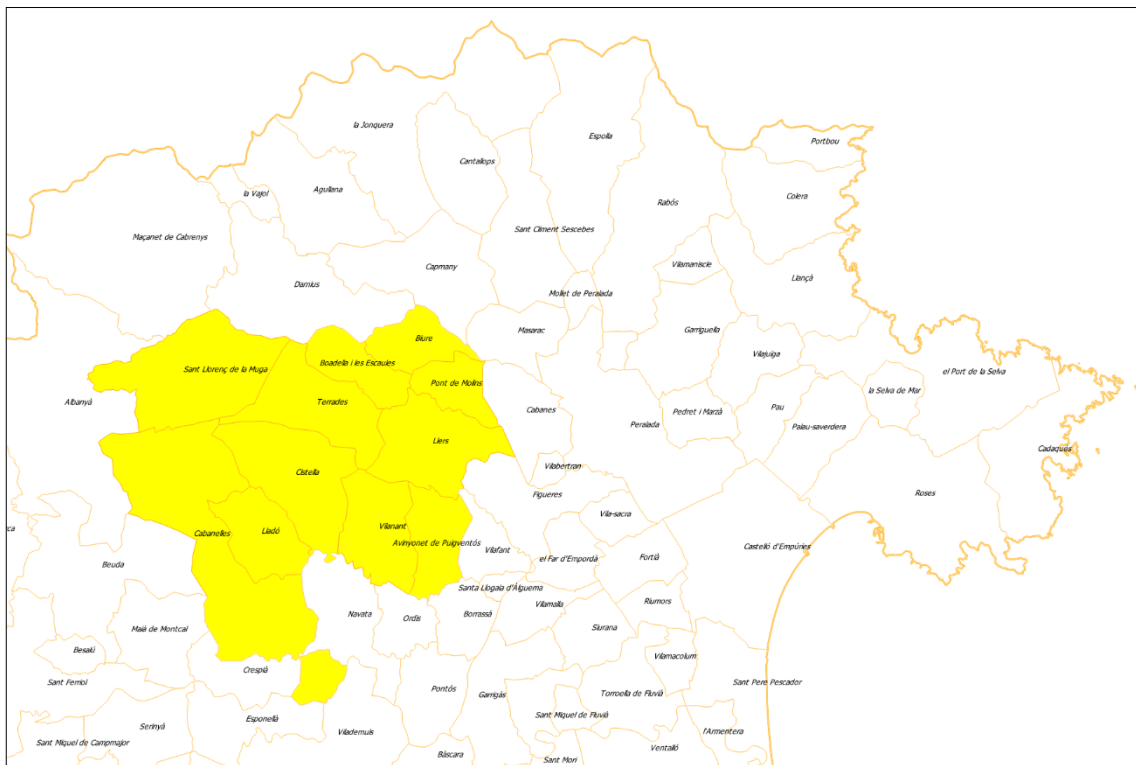 la Jonquera
Espolla
Portbou
Cantallops
la Vajol
Agullana
Colera
Rabós
Maçanet de Cabrenys
Sant Climent Sescebes
Vilamaniscle
Capmany
Llançà
Darnius
Mollet de Peralada
Masarac
Garriguella
Biure
Vilajuïga
Boadella i les Escaules
Sant Llorenç de la Muga
el Port de la Selva
Pont de Molins
la Selva de Mar
Albanyà
Terrades
Cabanes
Pau
Pedret i Marzà
Peralada
Palau-saverdera
Llers
Cadaqués
Cistella
Vilabertran
Roses
Figueres
Vila-sacra
rca
Cabanelles
Lladó
Vilanant
Avinyonet de Puigventós
Castelló d'Empúries
Vilafant
el Far d'Empordà
Fortià
Beuda
Santa Llogaia d'Àlguema
Riumors
Navata
Ordis
Borrassà
Vilamalla
Maià de Montcal
Siurana
Besalú
Vilamacolum
Crespià
Sant Ferriol
Pontós
Garrigàs
Torroella de Fluvià
Sant Pere Pescador
Sant Miquel de Fluvià
Esponellà
Serinyà
Vilademuls
l'Armentera
Sant Miquel de Campmajor
Bàscara
Sant Mori
Ventalló